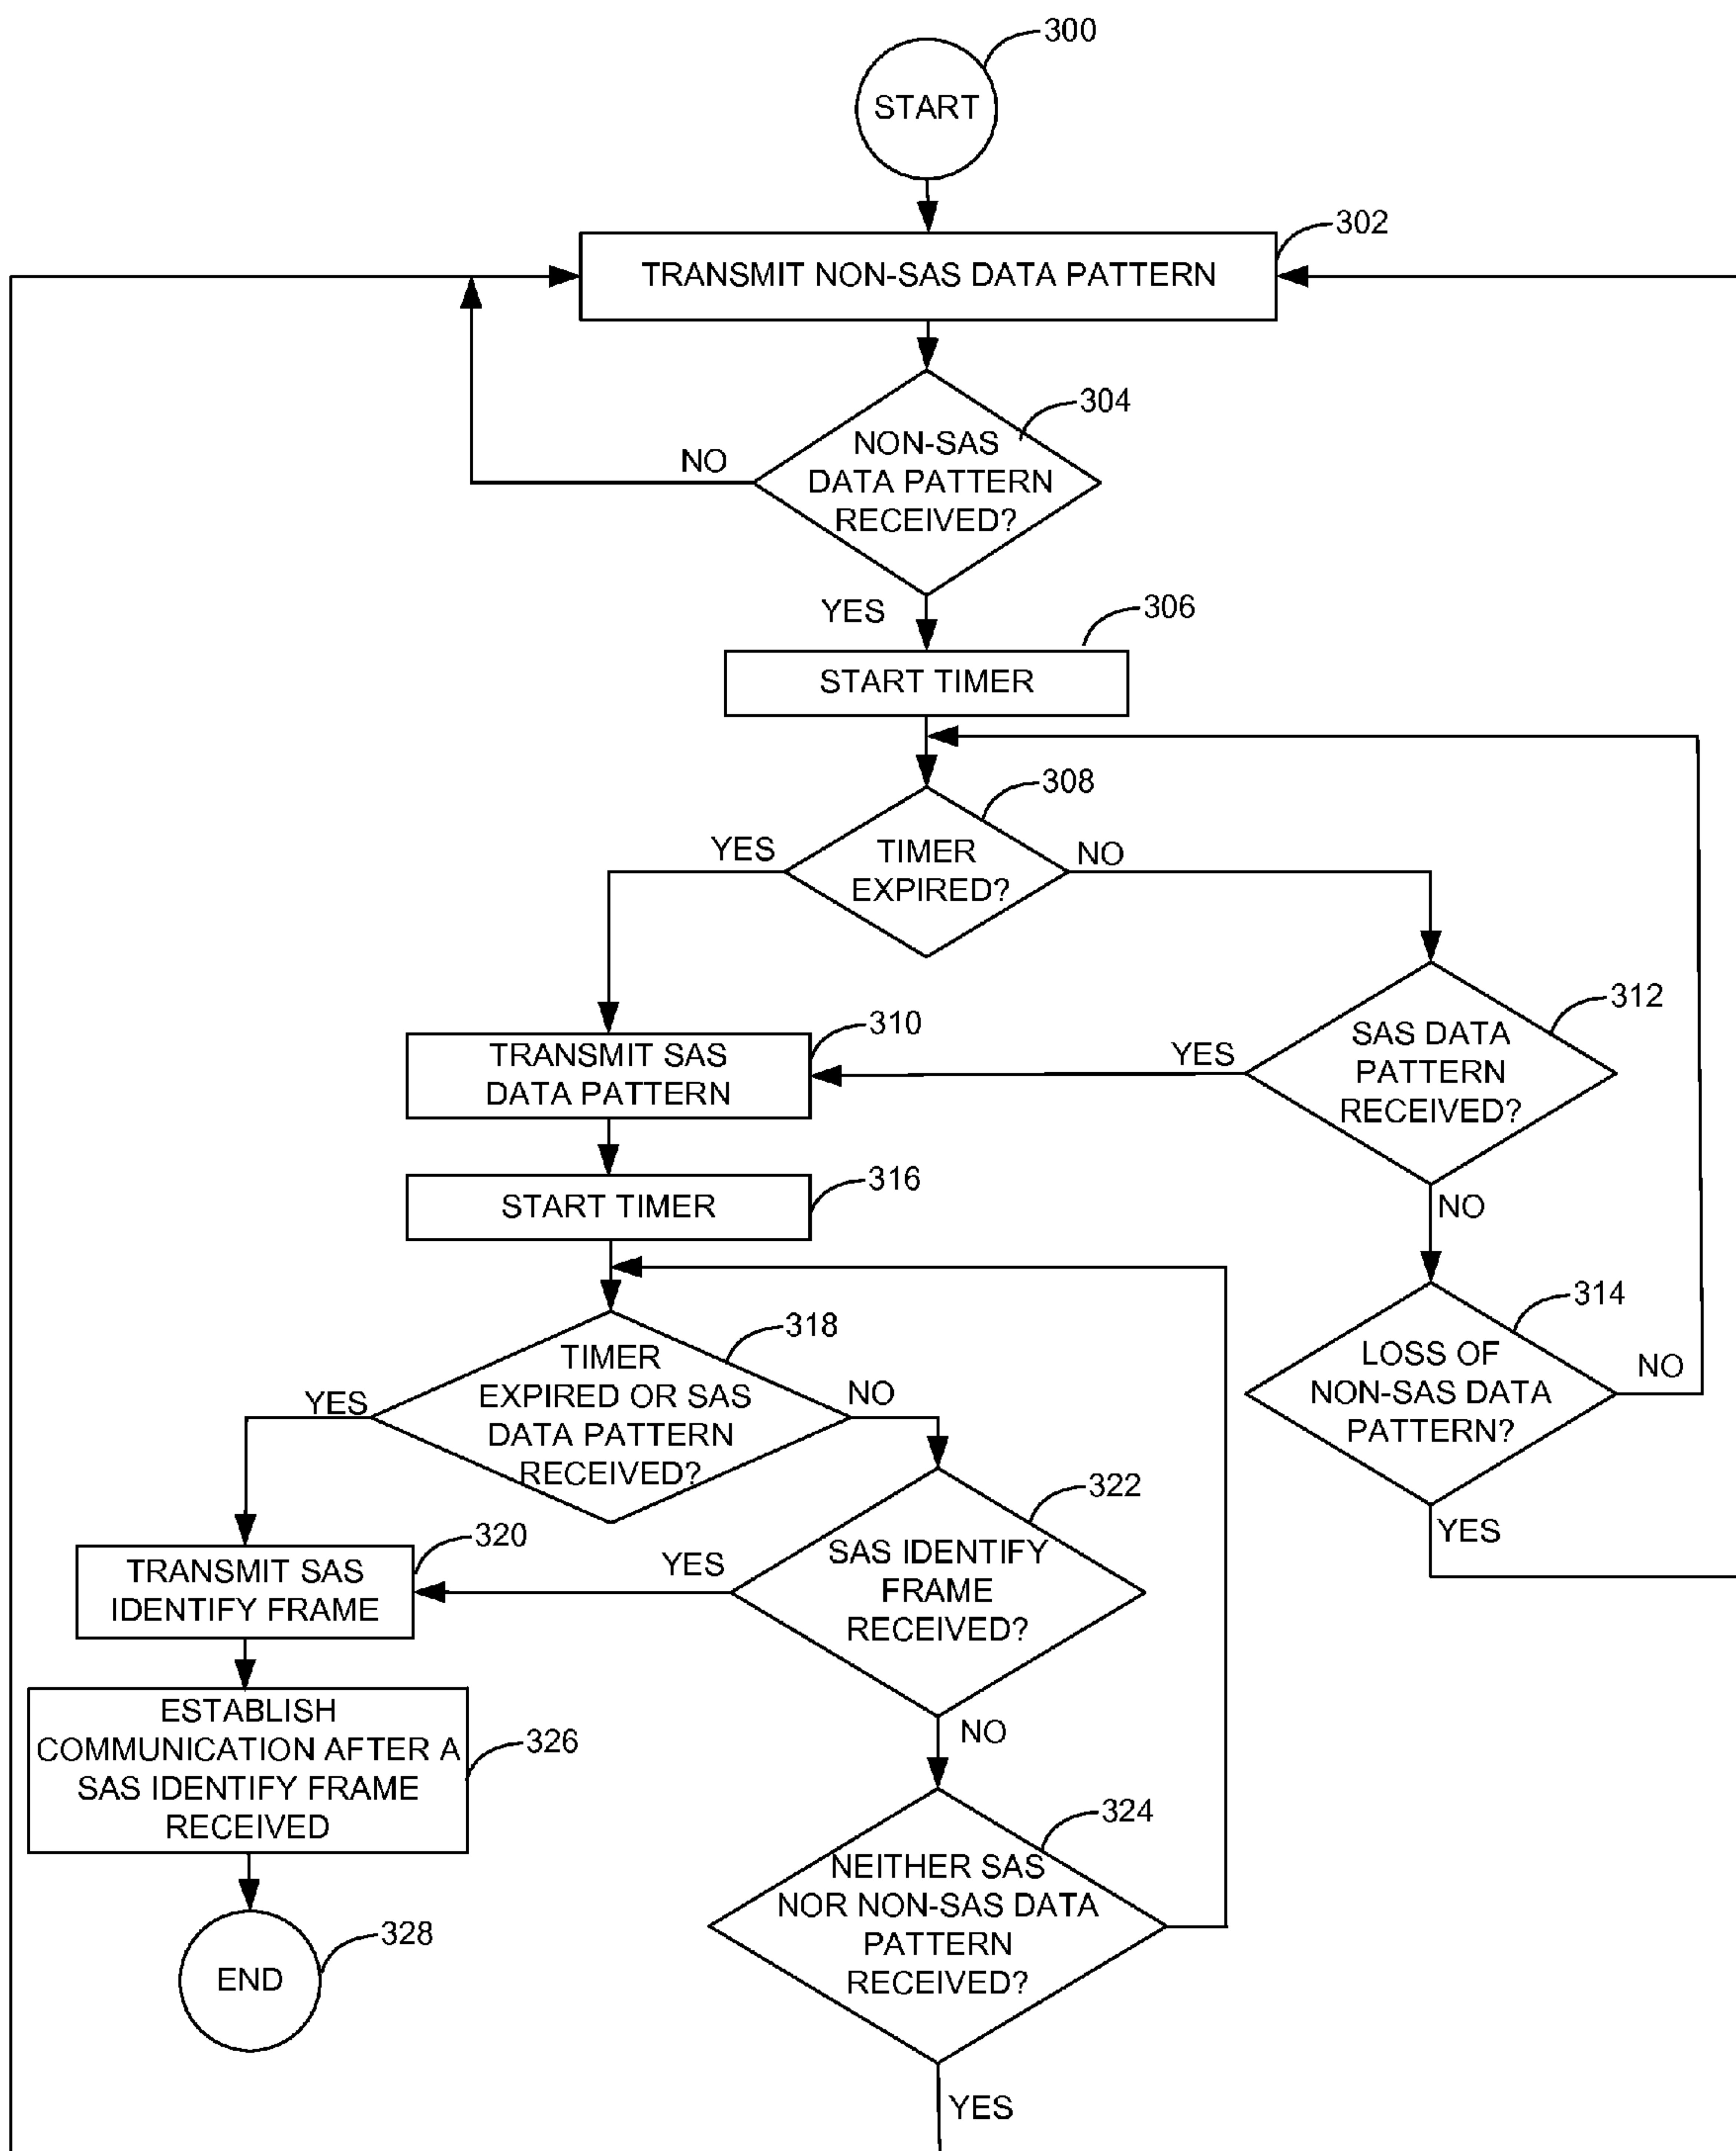 300
START
302
TRANSMIT NON-SAS DATA PATTERN
304
NON-SAS
DATA PATTERN
RECEIVED?
NO
YES
306
START TIMER
308
TIMER
EXPIRED?
YES
NO
310
TRANSMIT SAS
DATA PATTERN
312
SAS DATA
PATTERN
RECEIVED?
YES
NO
316
START TIMER
314
LOSS OF
NON-SAS DATA
PATTERN?
NO
YES
318
TIMER
EXPIRED OR SAS
DATA PATTERN
RECEIVED?
YES
NO
320
TRANSMIT SAS
IDENTIFY FRAME
322
SAS IDENTIFY
FRAME
RECEIVED?
YES
NO
ESTABLISH
COMMUNICATION AFTER A
SAS IDENTIFY FRAME
RECEIVED
326
324
NEITHER SAS
NOR NON-SAS DATA
PATTERN
RECEIVED?
YES
328
END